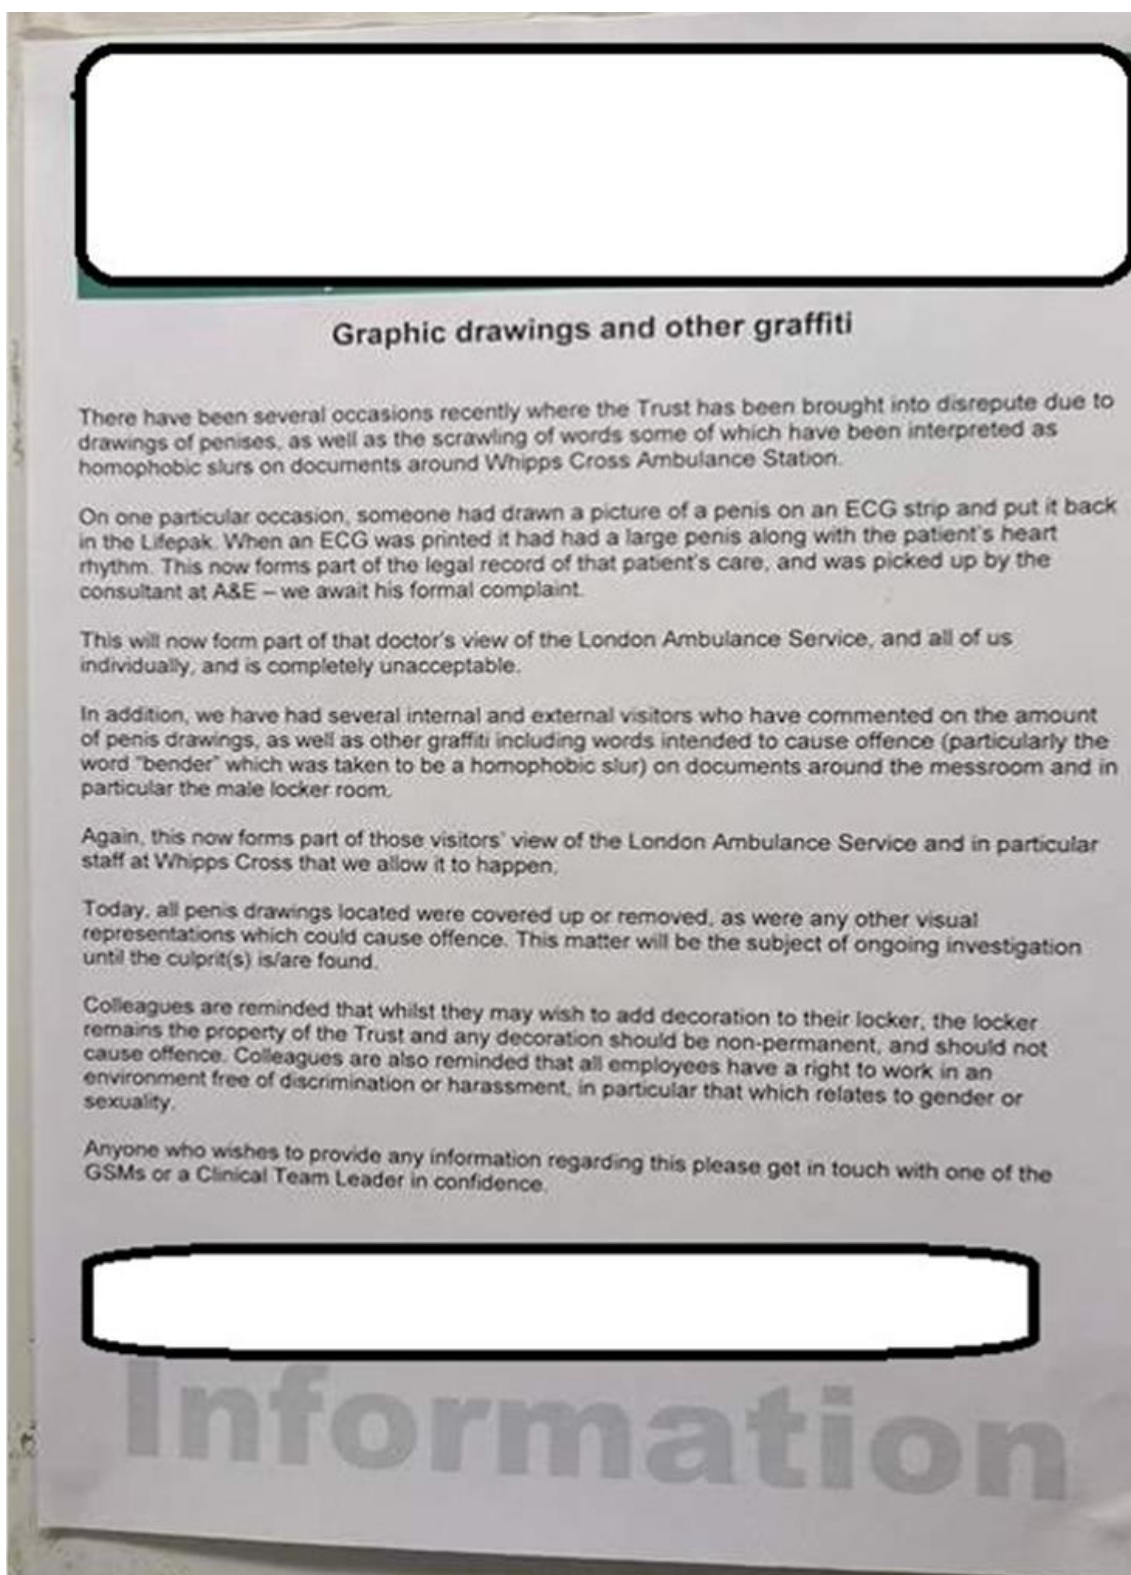 Graphic drawings and other graffiti
There have been several occasions recently where the Trust has been brought into disrepute due to
drawings of penises, as well as the scrawling of words some of which have been interpreted as
homophobic slurs on documents around Whipps Cross Ambulance Station.
On one particular occasion, someone had drawn a picture of a penis on an ECG strip and put it back
in the Lifepak. When an ECG was printed it had had a large penis along with the patient's heart
rhythm. This now forms part of the legal record of that patient's care, and was picked up by the
consultant at A&E – we await his formal complaint.
This will now form part of that doctor's view of the London Ambulance Service, and all of us
individually, and is completely unacceptable.
In addition, we have had several internal and external visitors who have commented on the amount
of penis drawings, as well as other graffiti including words intended to cause offence (particularly the
word "bender" which was taken to be a homophobic slur) on documents around the messroom and in
particular the male locker room.
Again, this now forms part of those visitors' view of the London Ambulance Service and in particular
staff at Whipps Cross that we allow it to happen.
Today, all penis drawings located were covered up or removed, as were any other visual
representations which could cause offence. This matter will be the subject of ongoing investigation
until the culprit(s) is/are found.
Colleagues are reminded that whilst they may wish to add decoration to their locker, the locker
remains the property of the Trust and any decoration should be non-permanent, and should not
cause offence. Colleagues are also reminded that all employees have a right to work in an
environment free of discrimination or harassment, in particular that which relates to gender or
sexuality.
Anyone who wishes to provide any information regarding this please get in touch with one of the
GSMs or a Clinical Team Leader in confidence.
Information